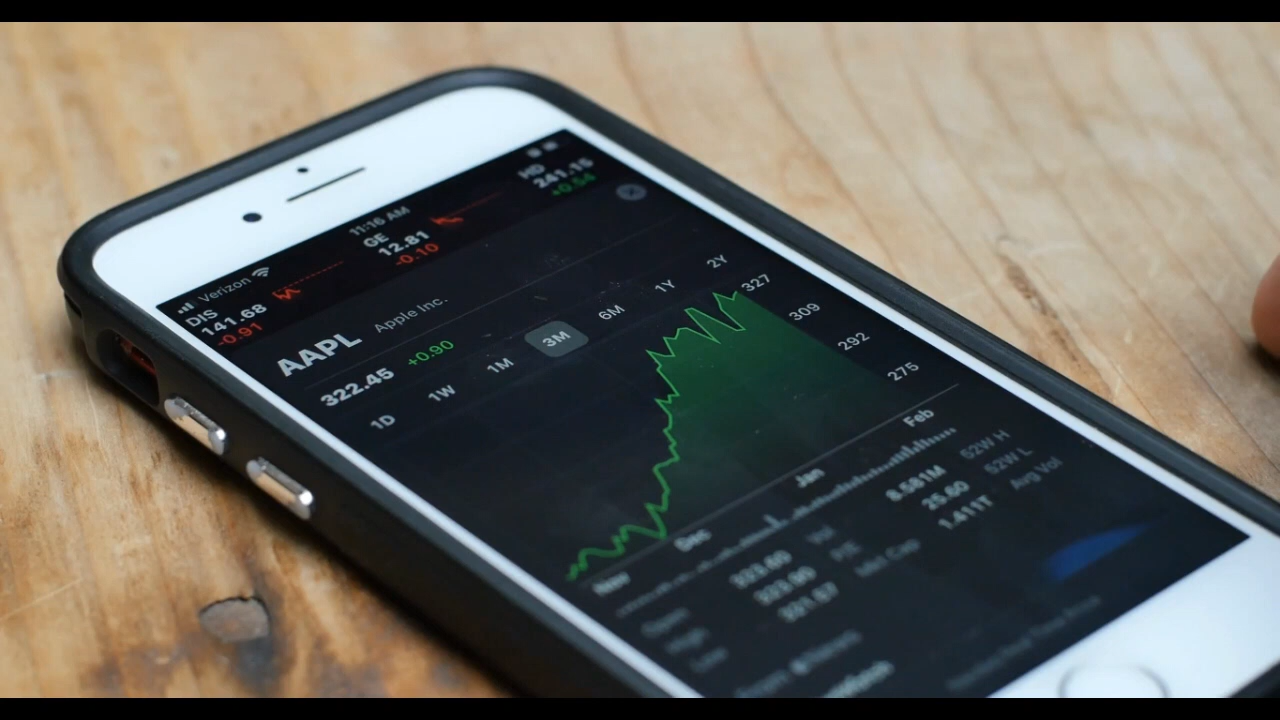 11:16 AM
Verizon
DIS
141.68
-0.91
GE
12.81
-0.10
HD
241.15
+0.54
AAPL Apple Inc.
322.45 +0.90
1D 1W 1M 3M 6M 1Y 2Y
327
309
292
275
Nov Dec Jan Feb
Open 323.60 Vol 8.581M 52W H
High 323.90 P/E 25.60 52W L
Low 321.67 Mkt Cap 1.411T Avg Vol